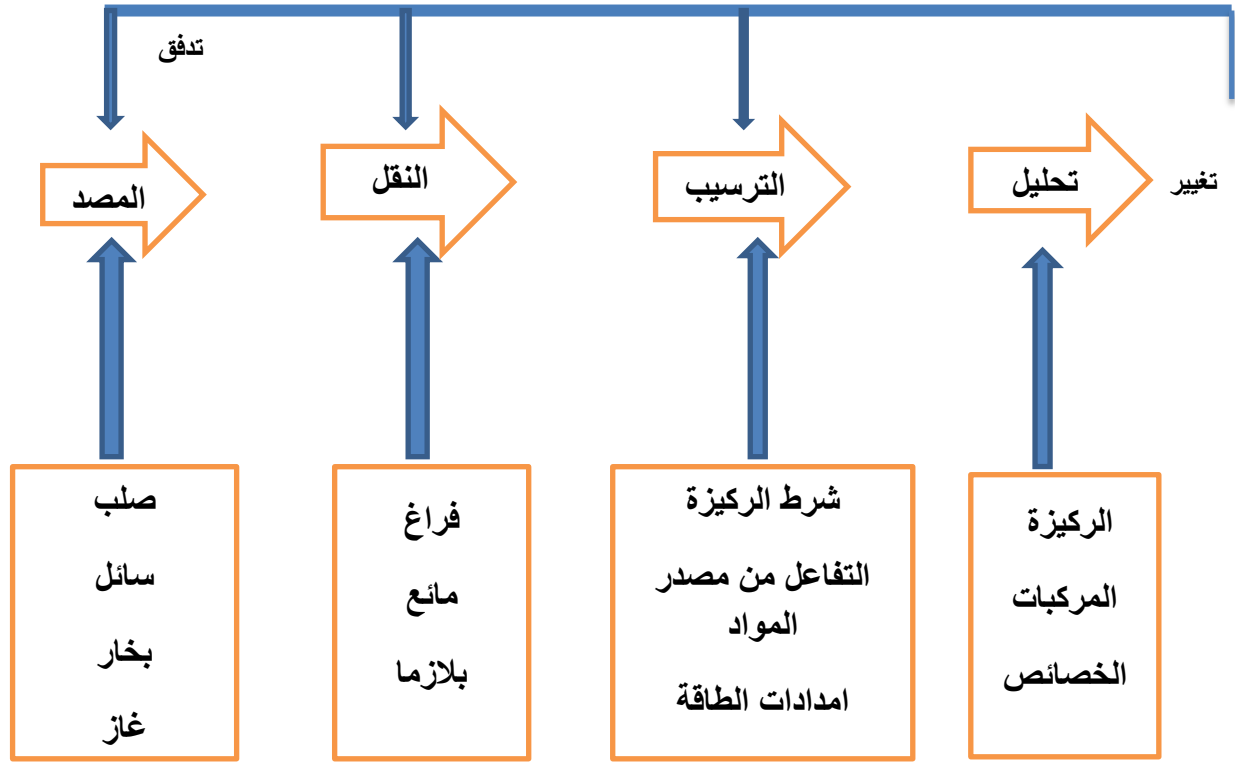 تدفق
المصد
النقل
الترسيب
تحليل
تغيير
صلب
سائل
بخار
غاز
فراغ
مائع
بلازما
شرط الركيزة
التفاعل من مصدر
المواد
امدادات الطاقة
الركيزة
المركبات
الخصائص